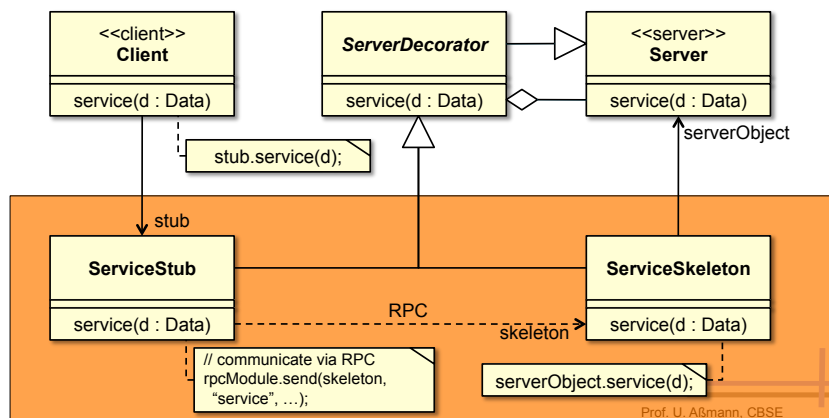 <<client>>
Client
service(d : Data)
ServerDecorator
service(d : Data)
<<server>>
Server
service(d : Data)
stub.service(d);
serverObject
stub
ServiceStub
service(d : Data)
RPC
skeleton
ServiceSkeleton
service(d : Data)
// communicate via RPC
rpcModule.send(skeleton,
“service”, …);
serverObject.service(d);
Prof. U. Aßmann, CBSE